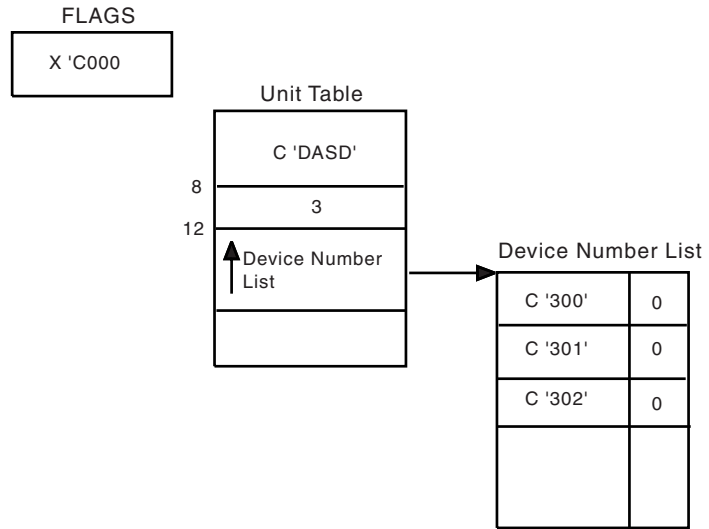 FLAGS
X 'C000
Unit Table
C 'DASD'
8
3
12
Device Number
List
Device Number List
C '300' 0
C '301' 0
C '302' 0